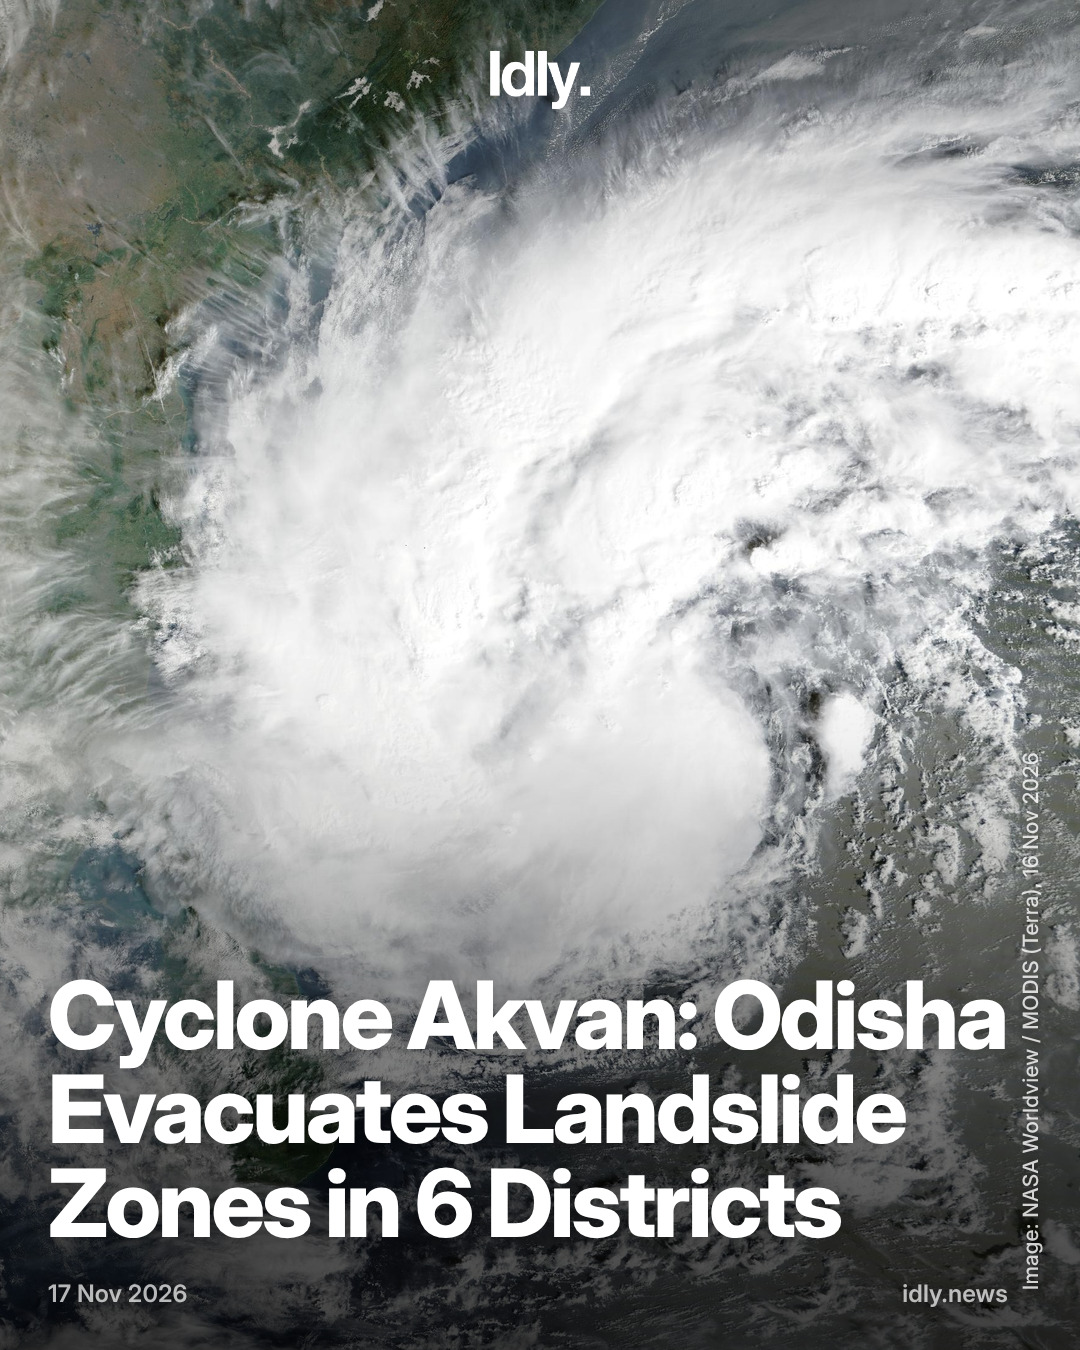 Idly.
Cyclone Akvan: Odisha
Evacuates Landslide
Zones in 6 Districts
17 Nov 2026
idly.news
Image: NASA Worldview / MODIS (Terra), 16 Nov 2026